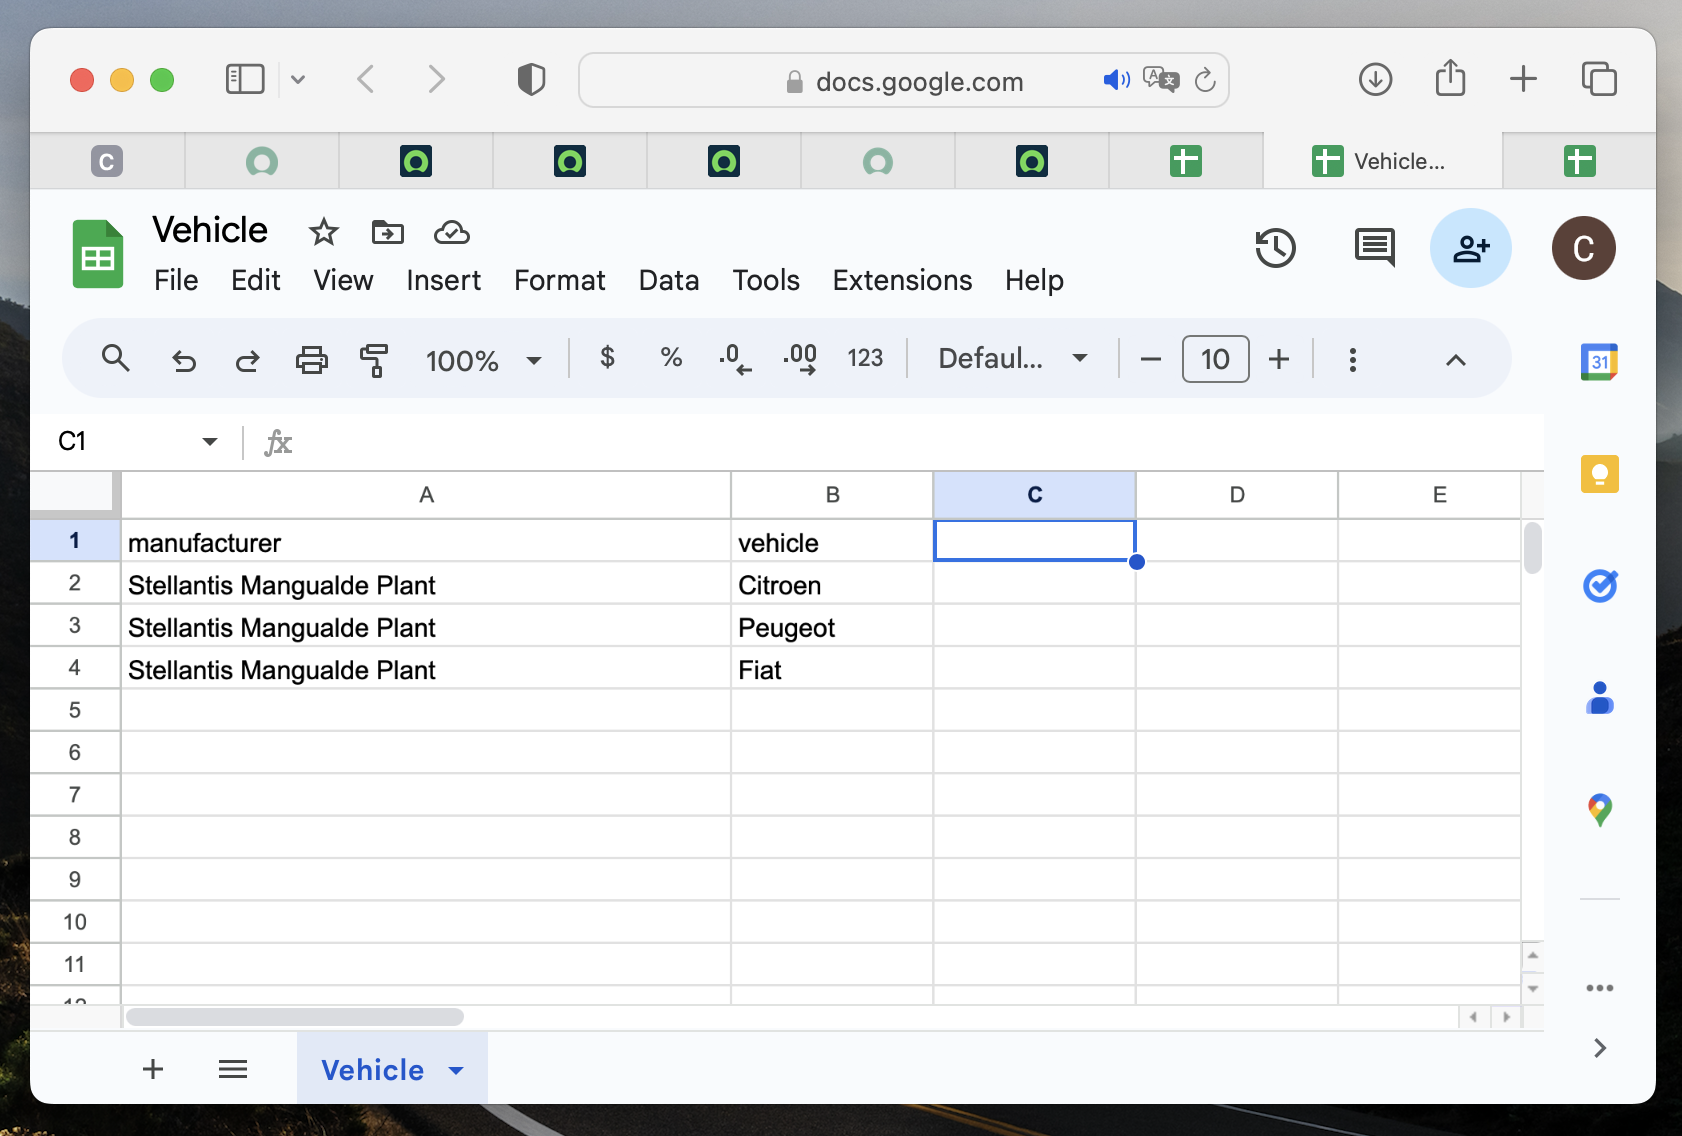 docs.google.com
C
Vehicle...
Vehicle
C
File Edit View Insert Format Data Tools Extensions Help
100% $ % .0 .00 123 Defaul... 10
31
C1 fx
A B C D E
1 manufacturer vehicle
2 Stellantis Mangualde Plant Citroen
3 Stellantis Mangualde Plant Peugeot
4 Stellantis Mangualde Plant Fiat
5
6
7
8
9
10
11
12
Vehicle